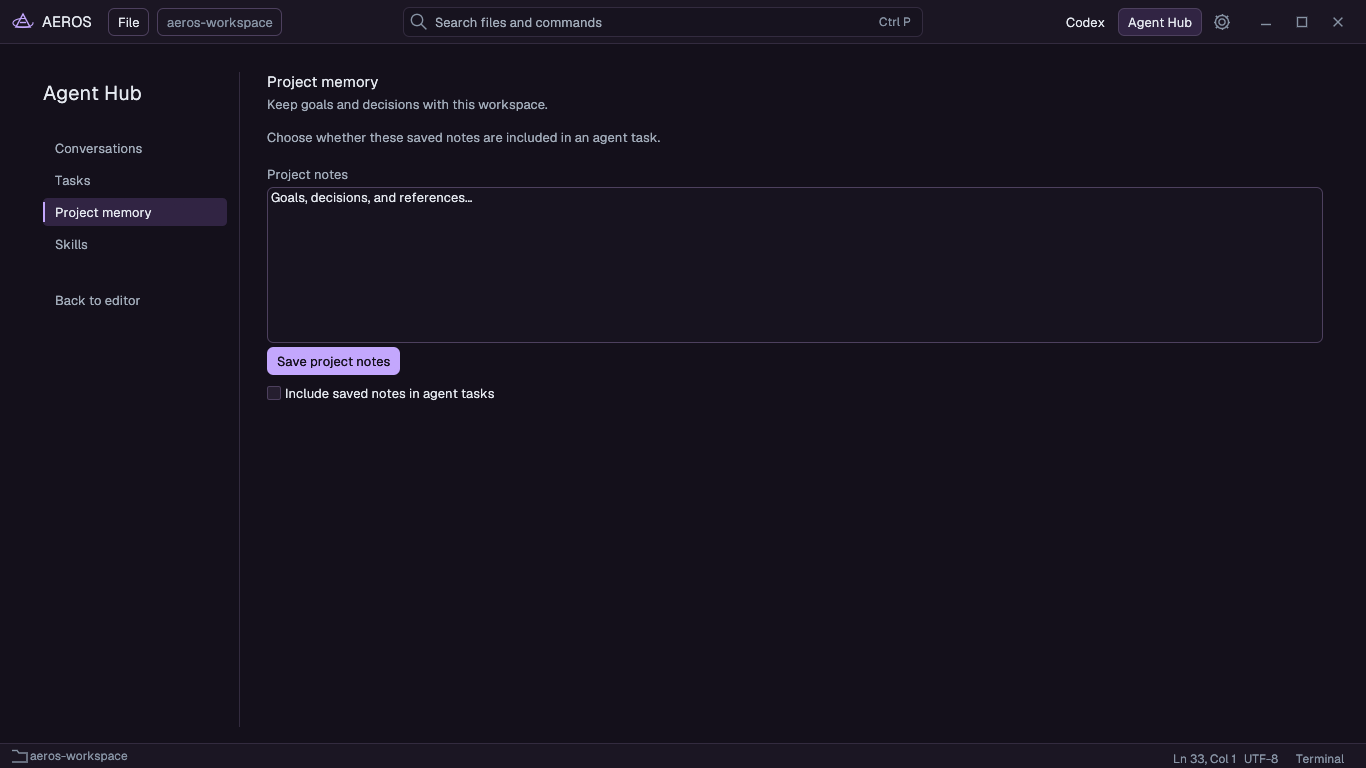 AEROS File aeros-workspace Search files and commands Ctrl P Codex Agent Hub
Agent Hub
Conversations
Tasks
Project memory
Skills
Back to editor
Project memory
Keep goals and decisions with this workspace.
Choose whether these saved notes are included in an agent task.
Project notes
Goals, decisions, and references...
Save project notes
Include saved notes in agent tasks
aeros-workspace Ln 33, Col 1 UTF-8 Terminal